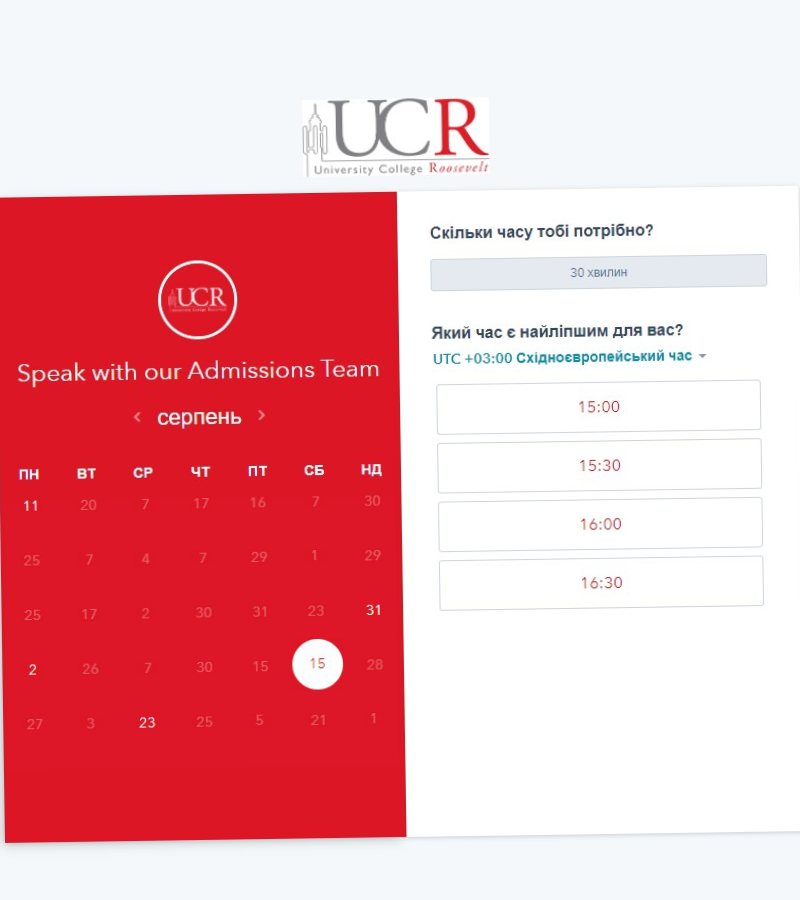 UCR
University College Roosevelt
UCR
Speak with our Admissions Team
серпень
ПН ВТ СР ЧТ ПТ СБ НД
11 20 7 17 16 7 30
25 7 4 7 29 1 29
25 17 2 30 31 23 31
2 26 7 30 15 15 28
27 3 23 25 5 21 1
Скільки часу тобі потрібно?
30 хвилин
Який час є найліпшим для вас?
UTC +03:00 Східноєвропейський час
15:00
15:30
16:00
16:30